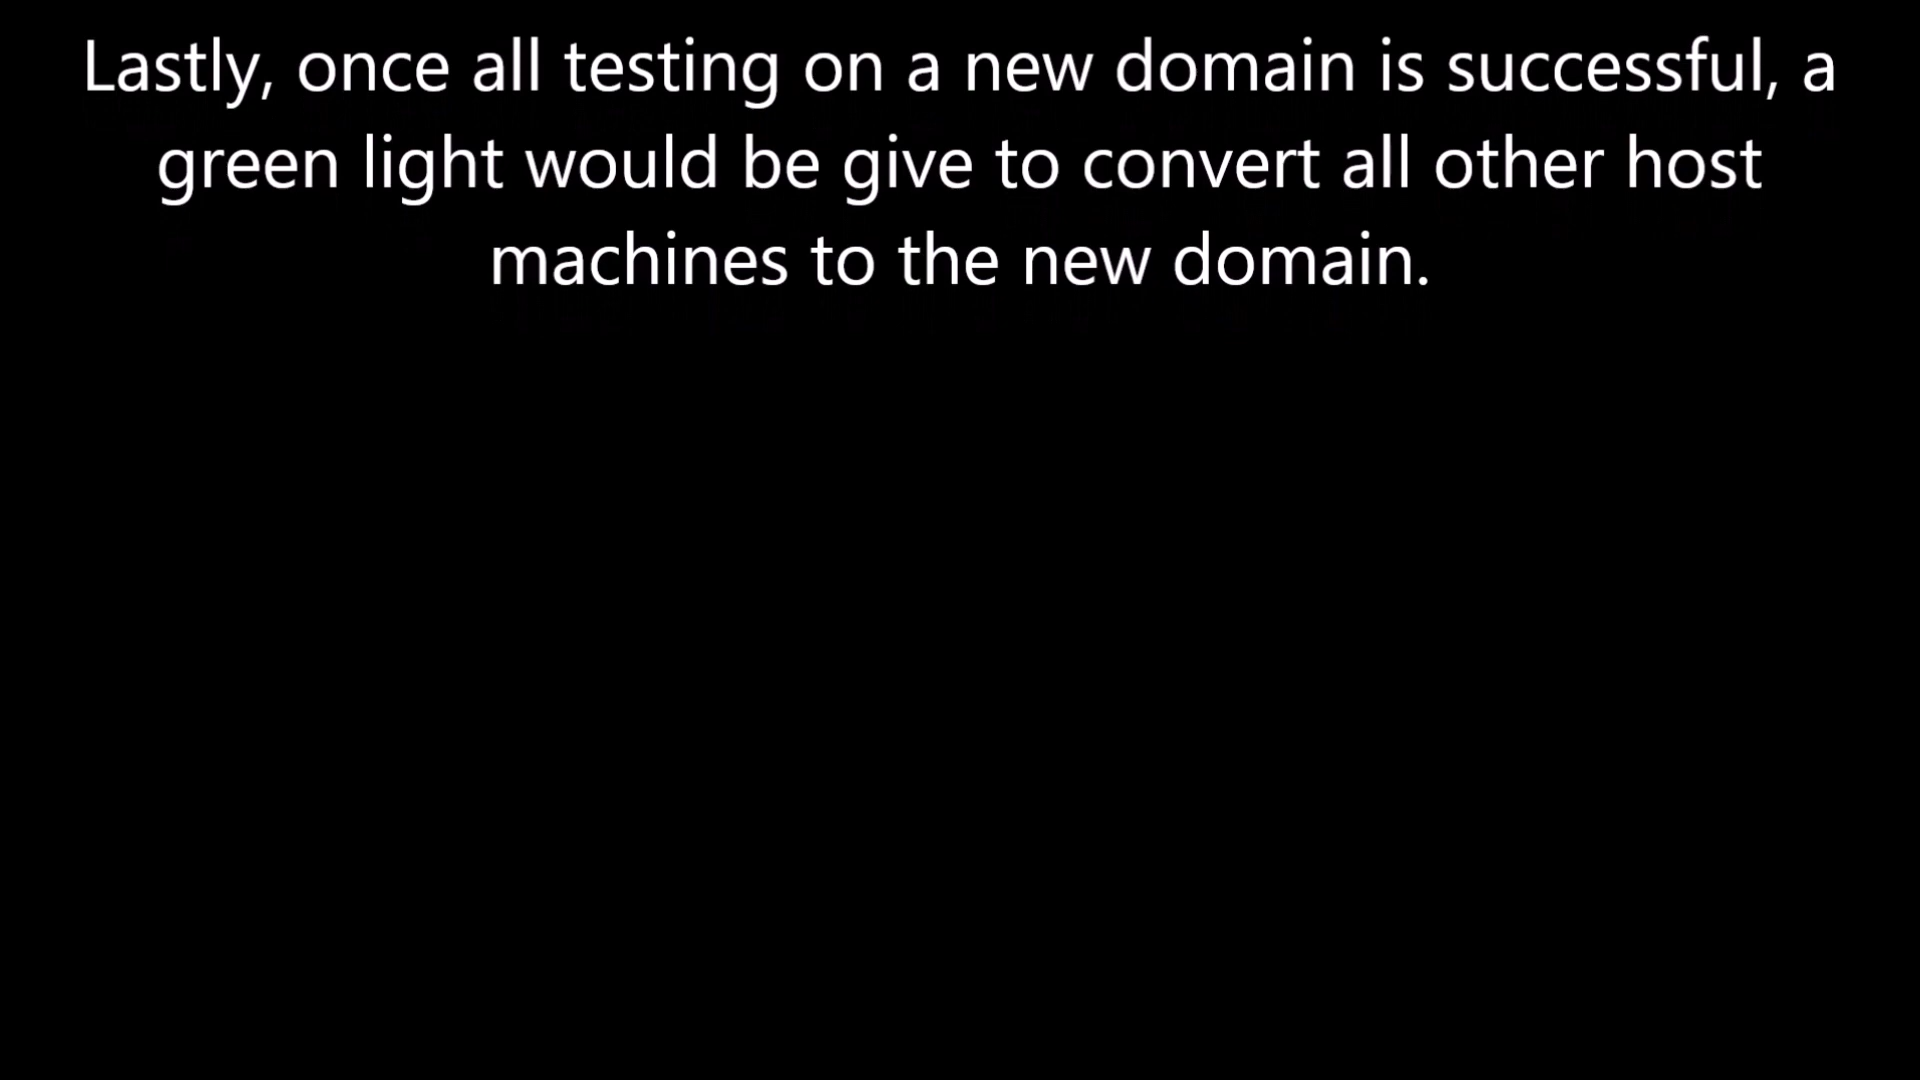 Lastly, once all testing on a new domain is successful, a
green light would be give to convert all other host
machines to the new domain.